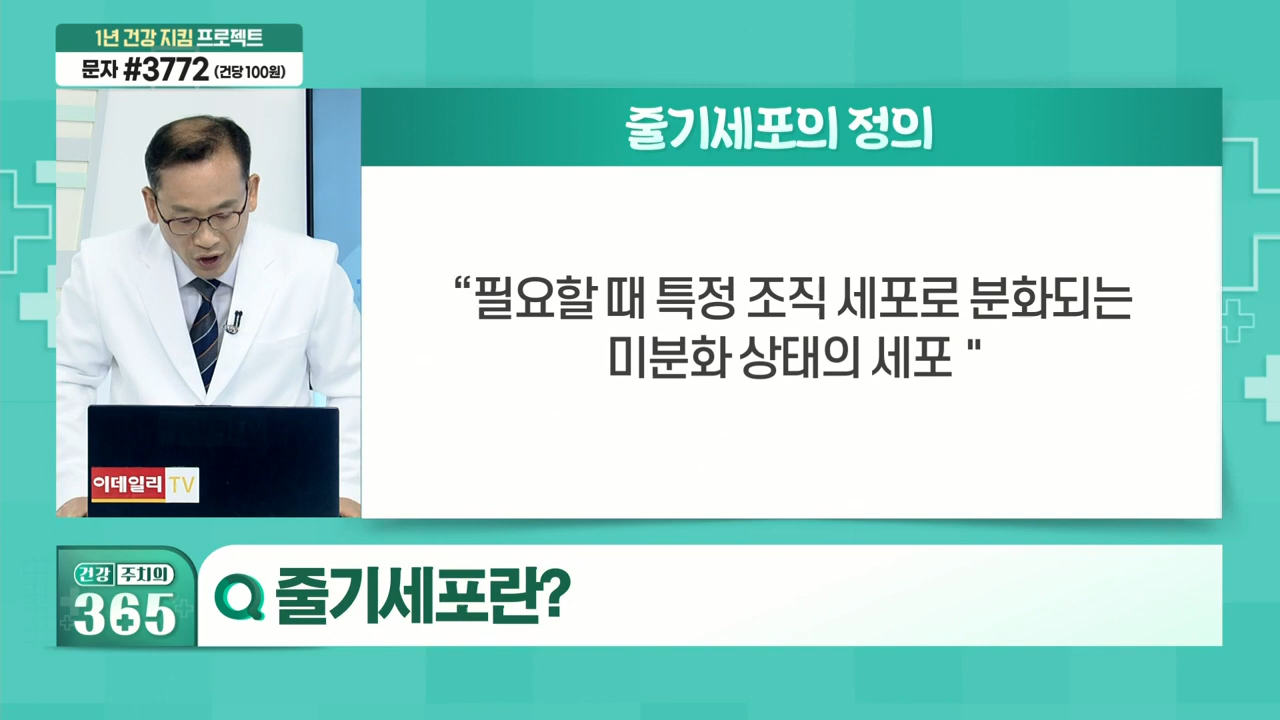 1년 건강 지킴 프로젝트
문자 #3772 (건당 100원)
줄기세포의 정의
“필요할 때 특정 조직 세포로 분화되는
미분화 상태의 세포 "
이데일리 TV
건강 주치의
365
Q 줄기세포란?